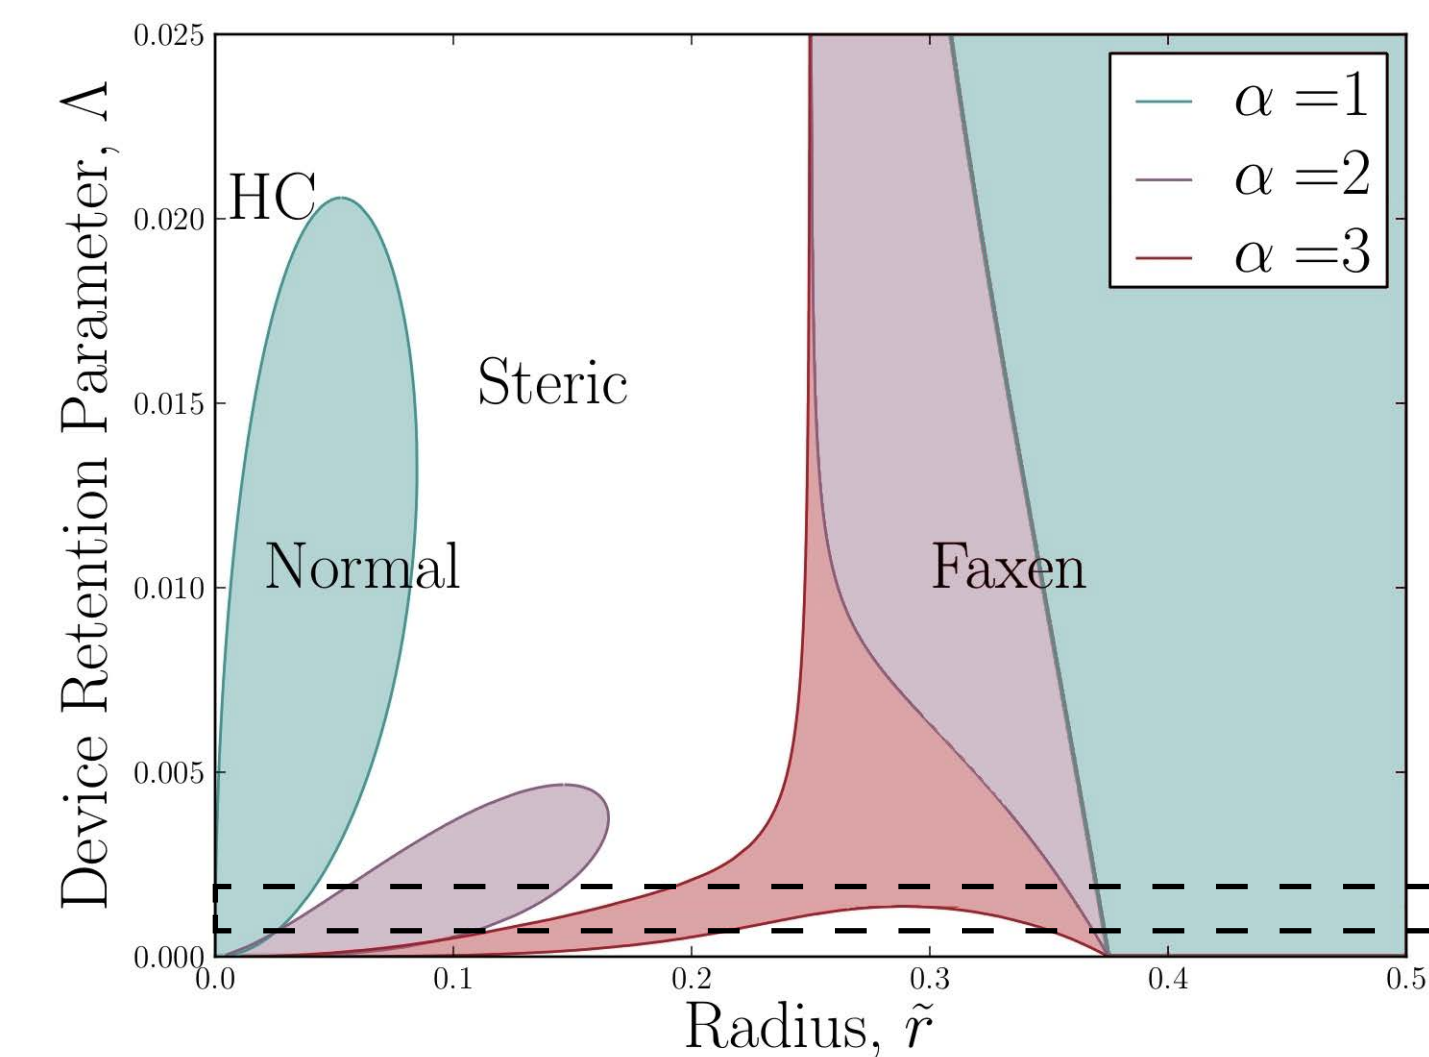 Device Retention Parameter, Λ
0.025
0.020
0.015
0.010
0.005
0.000
HC
Steric
Normal
Faxen
α =1
α =2
α =3
0.0 0.1 0.2 0.3 0.4 0.5
Radius, r̃